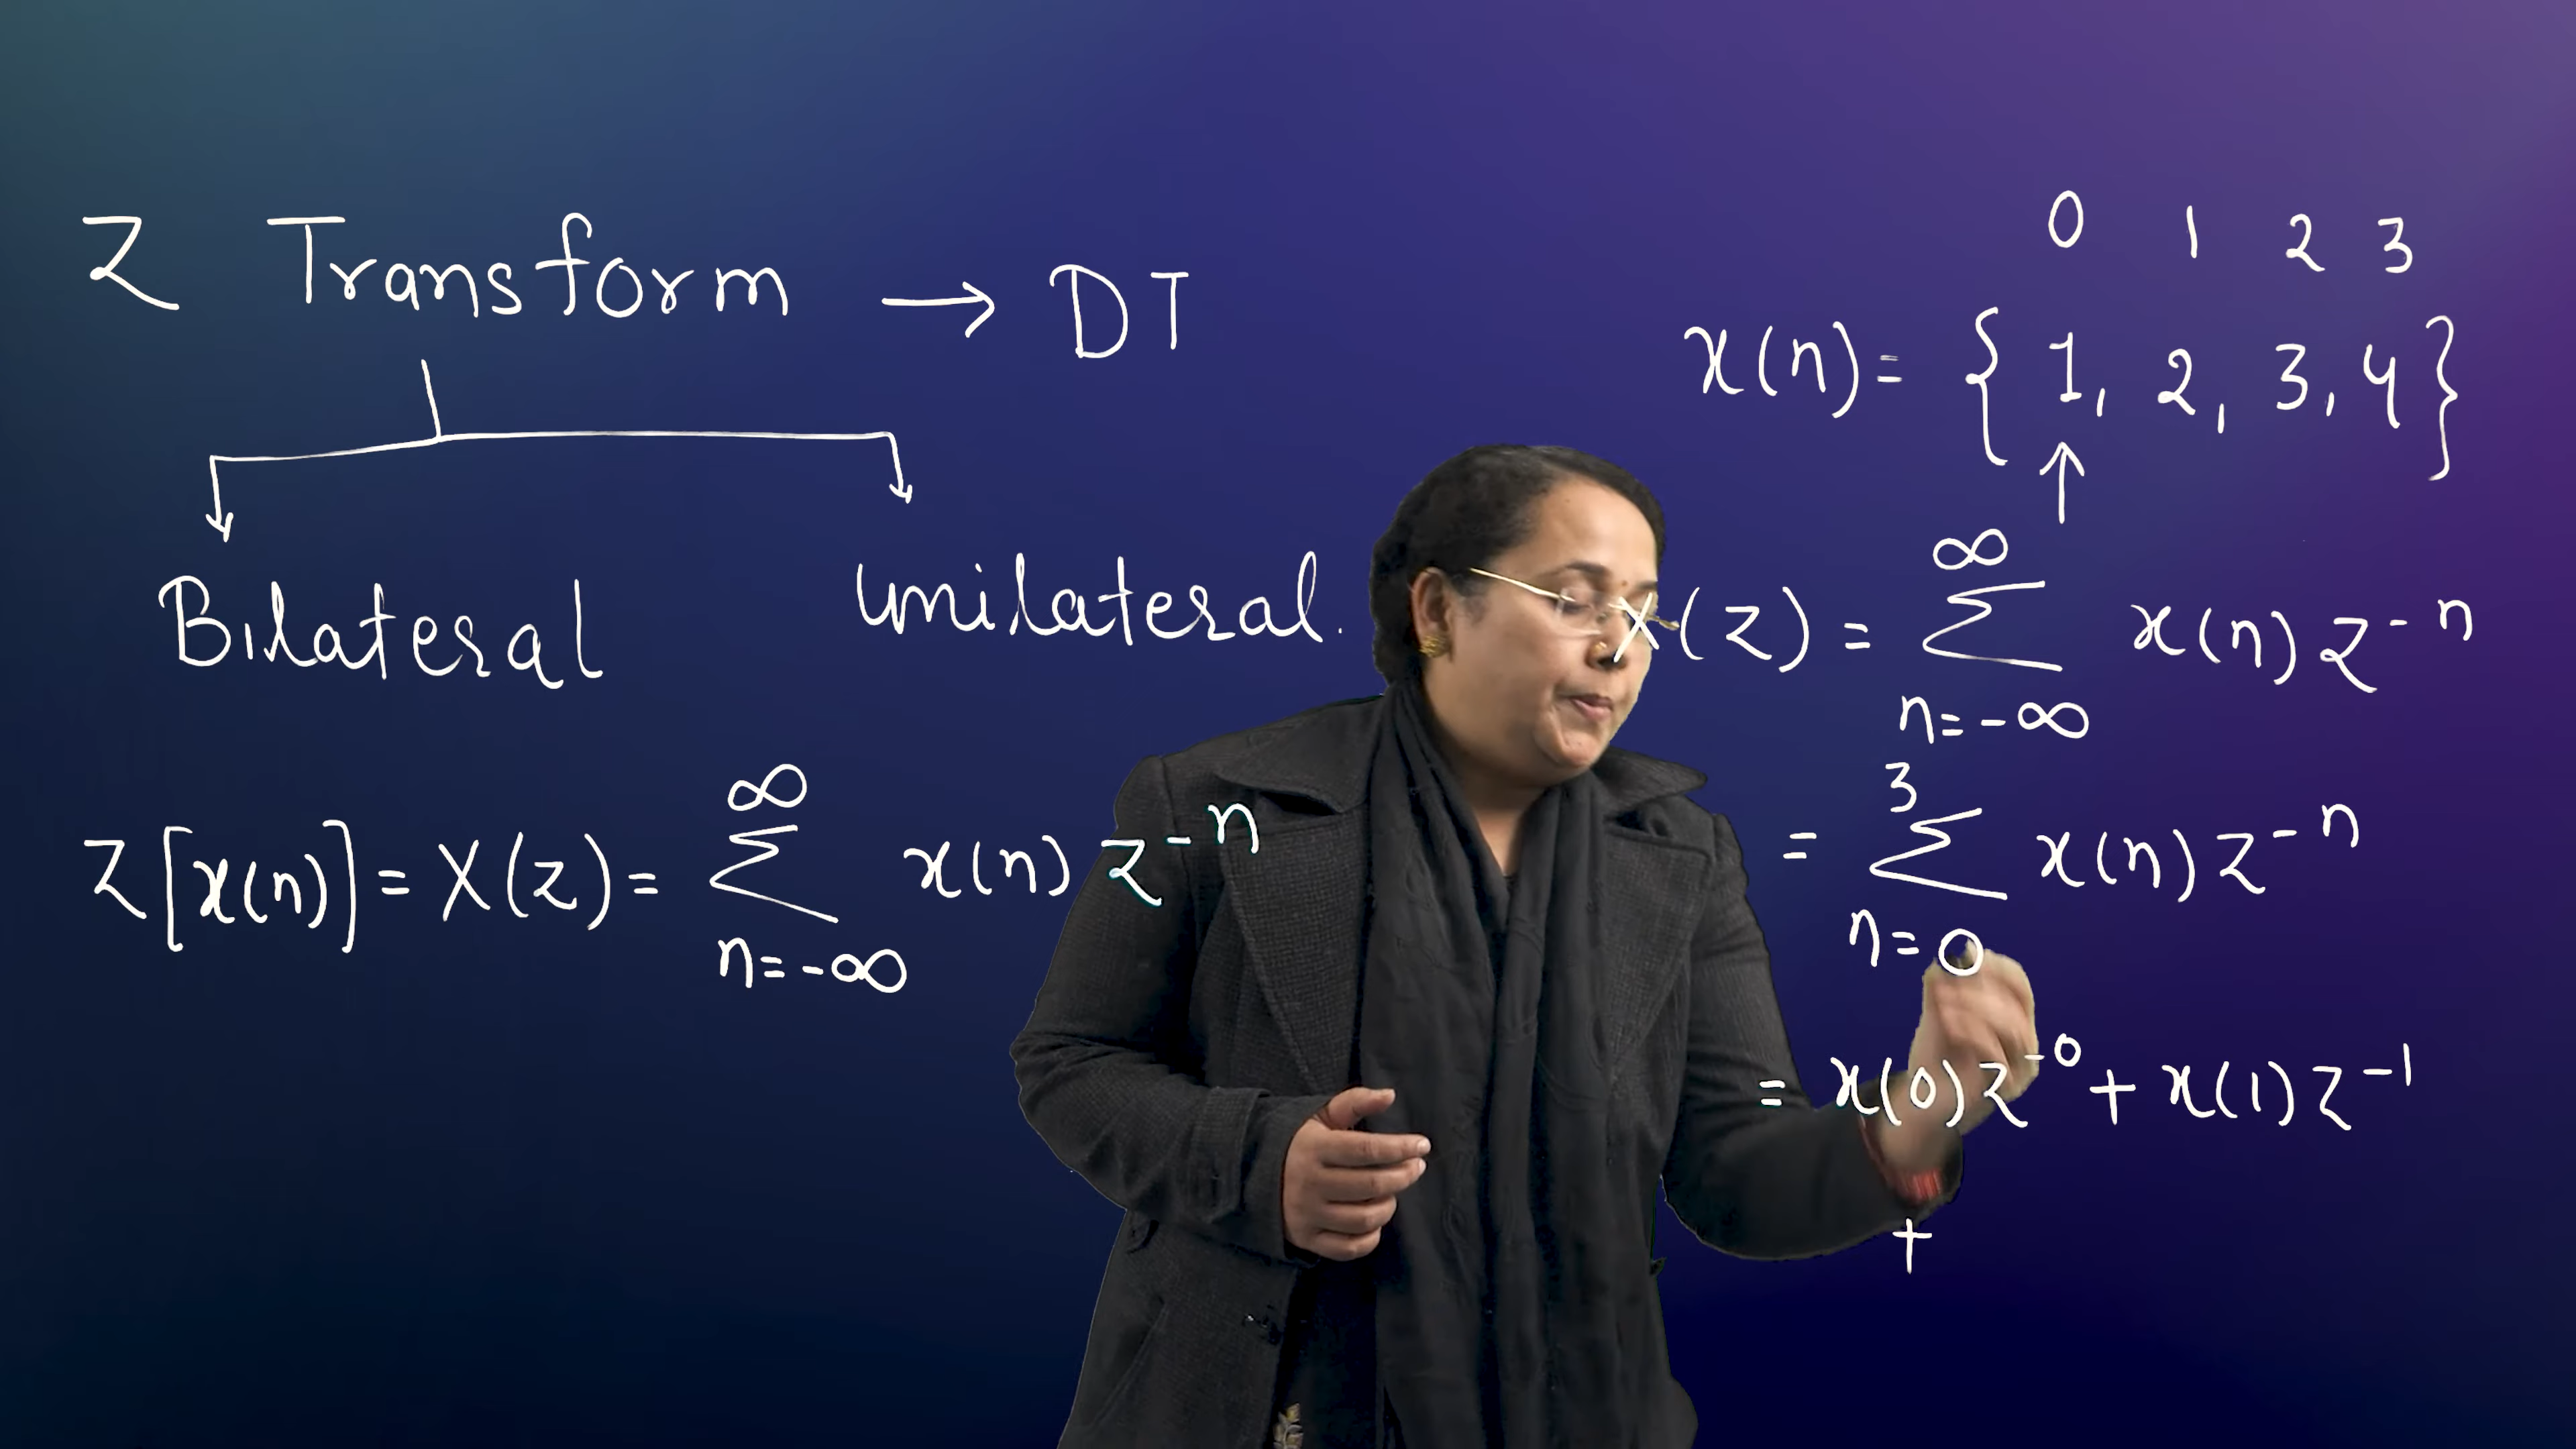 Z Transform → DT
Bilateral
unilateral.
Z[x(n)] = X(z) = ∞ Σ n=-∞ x(n) z^-n
0 1 2 3
x(n) = { 1, 2, 3, 4 }
↑
X(z) = ∞ Σ n=-∞ x(n) z^-n
= 3 Σ n=0 x(n) z^-n
= x(0) z^-0 + x(1) z^-1
+